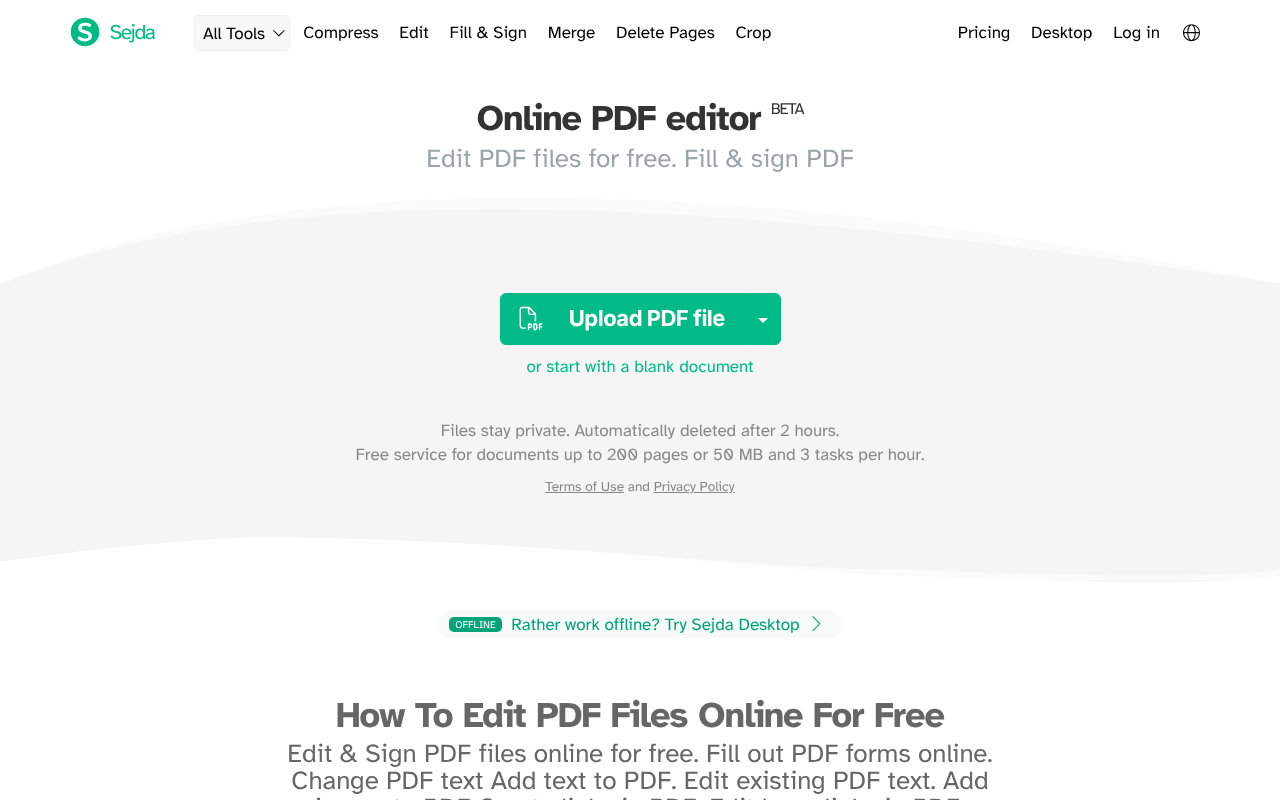 Sejda
All Tools Compress Edit Fill & Sign Merge Delete Pages Crop Pricing Desktop Log in
Online PDF editor BETA
Edit PDF files for free. Fill & sign PDF
PDF Upload PDF file
or start with a blank document
Files stay private. Automatically deleted after 2 hours.
Free service for documents up to 200 pages or 50 MB and 3 tasks per hour.
Terms of Use and Privacy Policy
OFFLINE Rather work offline? Try Sejda Desktop
How To Edit PDF Files Online For Free
Edit & Sign PDF files online for free. Fill out PDF forms online.
Change PDF text Add text to PDF. Edit existing PDF text. Add